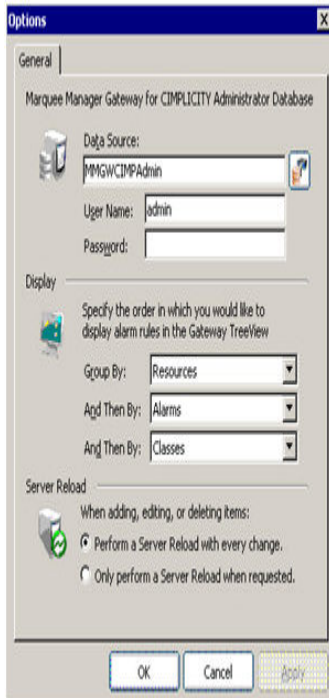 Options
General
Marquee Manager Gateway for CIMPLICITY Administrator Database
Data Source:
MMGWCIMPAdmin
User Name: admin
Password:
Display
Specify the order in which you would like to
display alarm rules in the Gateway TreeView
Group By: Resources
And Then By: Alarms
And Then By: Classes
Server Reload
When adding, editing, or deleting items:
Perform a Server Reload with every change.
Only perform a Server Reload when requested.
OK Cancel Apply